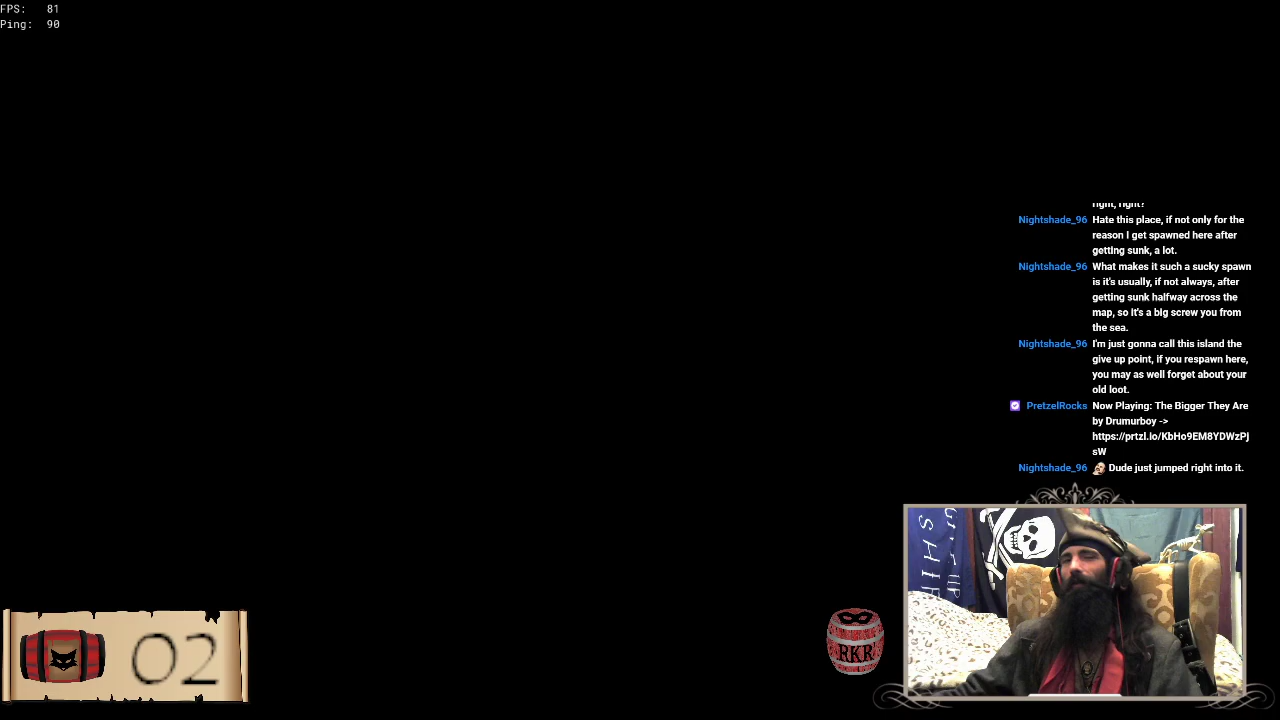 FPS: 81
Ping: 90
right, right?
Nightshade_96 Hate this place, if not only for the
reason I get spawned here after
getting sunk, a lot.
Nightshade_96 What makes it such a sucky spawn
is it's usually, if not always, after
getting sunk halfway across the
map, so it's a big screw you from
the sea.
Nightshade_96 I'm just gonna call this island the
give up point, if you respawn here,
you may as well forget about your
old loot.
PretzelRocks Now Playing: The Bigger They Are
by Drumurboy ->
https://prtzl.io/KbHo9EM8YDWzPj
sW
Nightshade_96 Dude just jumped right into it.
02
RKR